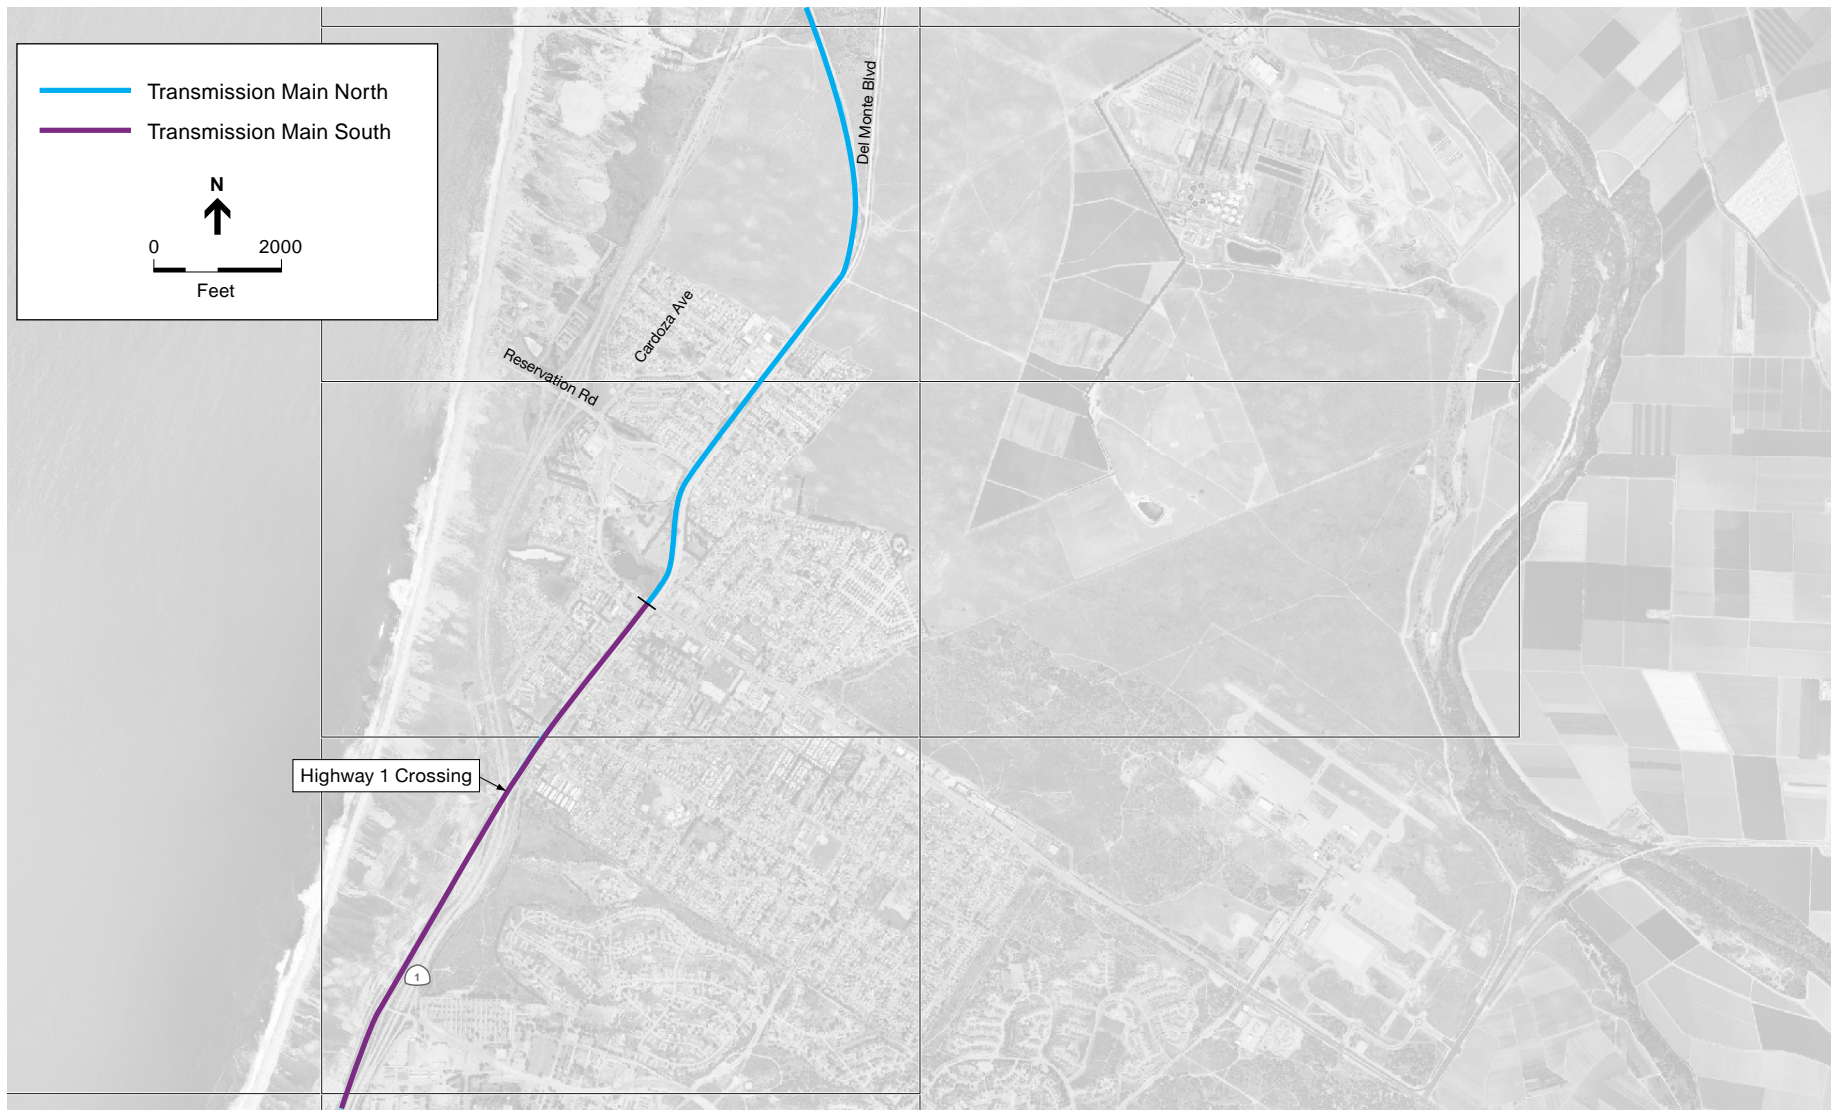 Transmission Main North
Transmission Main South
N
0 2000
Feet
Del Monte Blvd
Cardoza Ave
Reservation Rd
Highway 1 Crossing
1